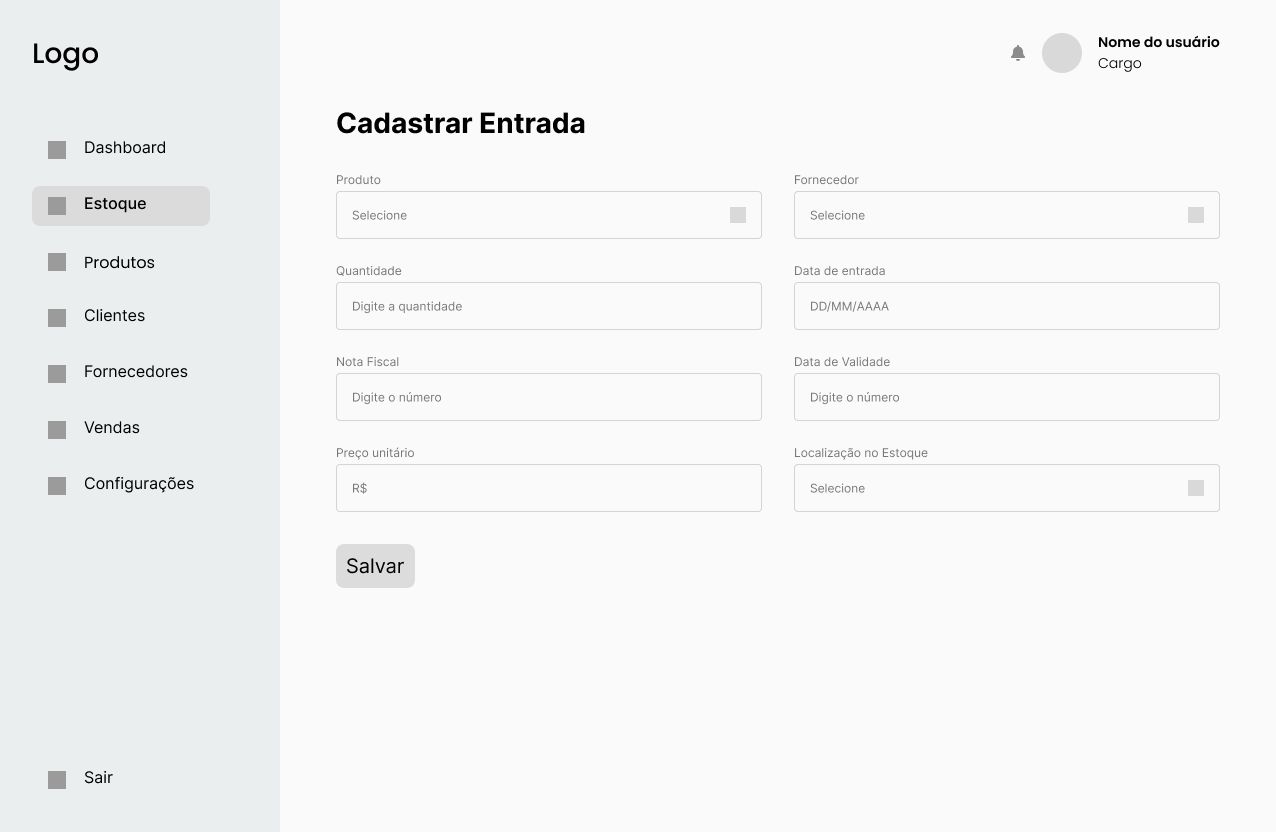 Logo
Dashboard
Estoque
Produtos
Clientes
Fornecedores
Vendas
Configurações
Sair
Nome do usuário
Cargo
Cadastrar Entrada
Produto
Selecione
Fornecedor
Selecione
Quantidade
Digite a quantidade
Data de entrada
DD/MM/AAAA
Nota Fiscal
Digite o número
Data de Validade
Digite o número
Preço unitário
R$
Localização no Estoque
Selecione
Salvar